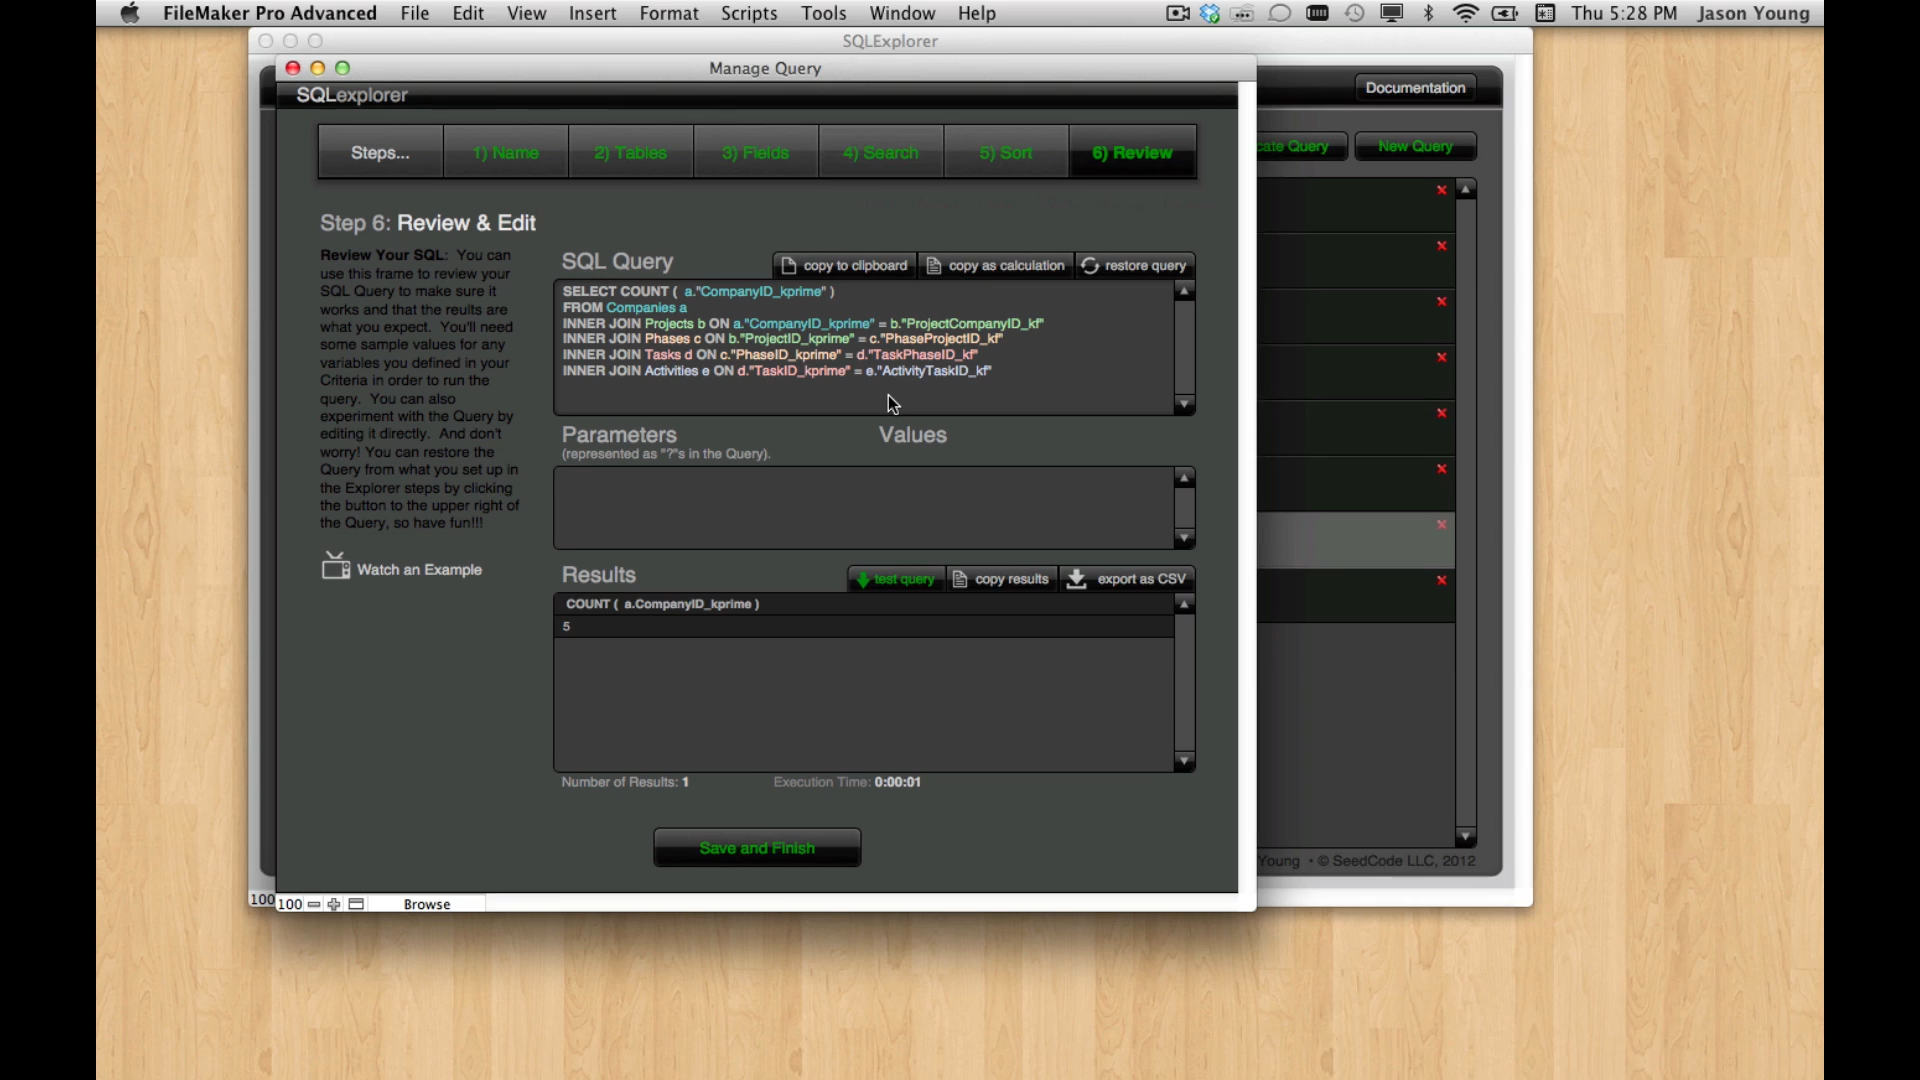 FileMaker Pro Advanced File Edit View Insert Format Scripts Tools Window Help Thu 5:28 PM Jason Young
SQLExplorer
Manage Query
SQLexplorer
Documentation
Steps... 1) Name 2) Tables 3) Fields 4) Search 5) Sort 6) Review
cate Query New Query
Step 6: Review & Edit
Review Your SQL: You can
use this frame to review your
SQL Query to make sure it
works and that the reults are
what you expect. You'll need
some sample values for any
variables you defined in your
Criteria in order to run the
query. You can also
experiment with the Query by
editing it directly. And don't
worry! You can restore the
Query from what you set up in
the Explorer steps by clicking
the button to the upper right of
the Query, so have fun!!!
Watch an Example
SQL Query copy to clipboard copy as calculation restore query
SELECT COUNT ( a."CompanyID_kprime" )
FROM Companies a
INNER JOIN Projects b ON a."CompanyID_kprime" = b."ProjectCompanyID_kf"
INNER JOIN Phases c ON b."ProjectID_kprime" = c."PhaseProjectID_kf"
INNER JOIN Tasks d ON c."PhaseID_kprime" = d."TaskPhaseID_kf"
INNER JOIN Activities e ON d."TaskID_kprime" = e."ActivityTaskID_kf"
Parameters Values
(represented as "?"s in the Query).
Results test query copy results export as CSV
COUNT ( a.CompanyID_kprime )
5
Number of Results: 1 Execution Time: 0:00:01
Save and Finish
Young • © SeedCode LLC, 2012
100
100 Browse